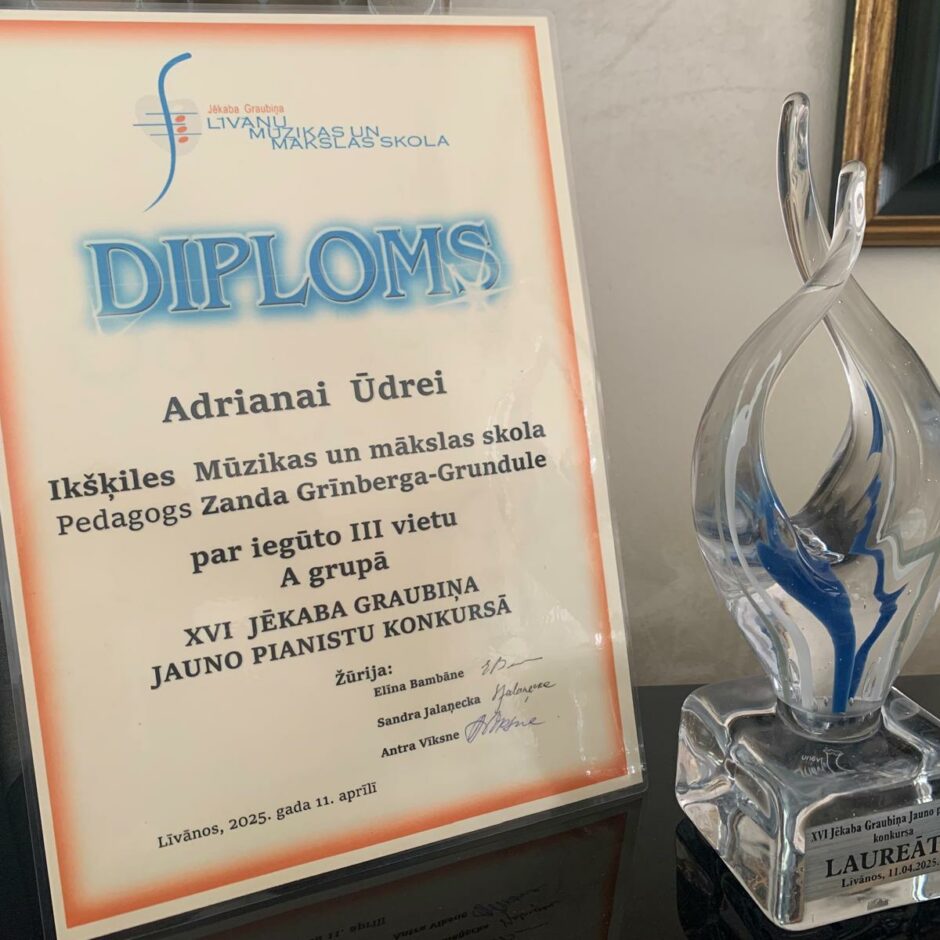 Jēkaba Graubiņa
LĪVĀNU
MŪZIKAS UN
MĀKSLAS SKOLA
DIPLOMS
Adrianai Ūdrei
Ikšķiles Mūzikas un mākslas skola
Pedagogs Zanda Grīnberga-Grundule
par iegūto III vietu
A grupā
XVI JĒKABA GRAUBIŅA
JAUNO PIANISTU KONKURSĀ
Žūrija:
Elīna Bambāne
Sandra Jalaņecka
Antra Vīksne
Līvānos, 2025. gada 11. aprīlī
XVI Jēkaba Graubiņa Jauno
konkursa
LAUREĀT
Līvānos, 11.04.2025.